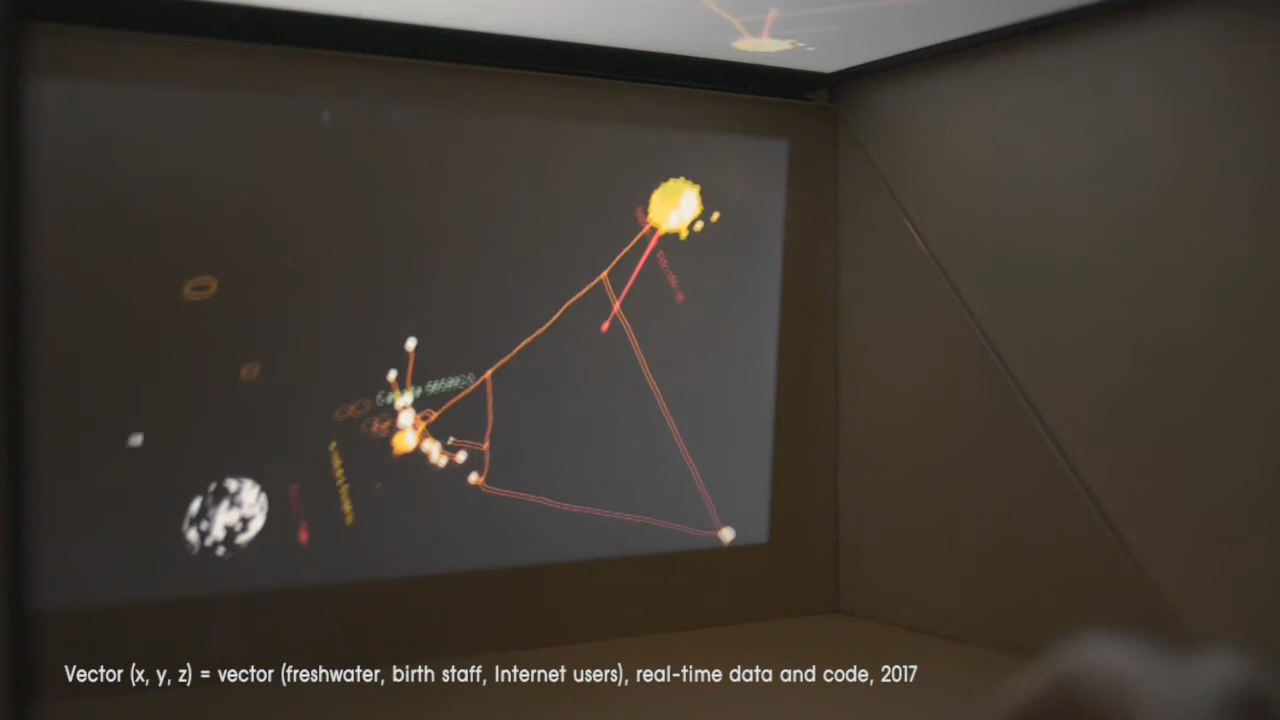 Vector (x, y, z) = vector (freshwater, birth staff, Internet users), real-time data and code, 2017